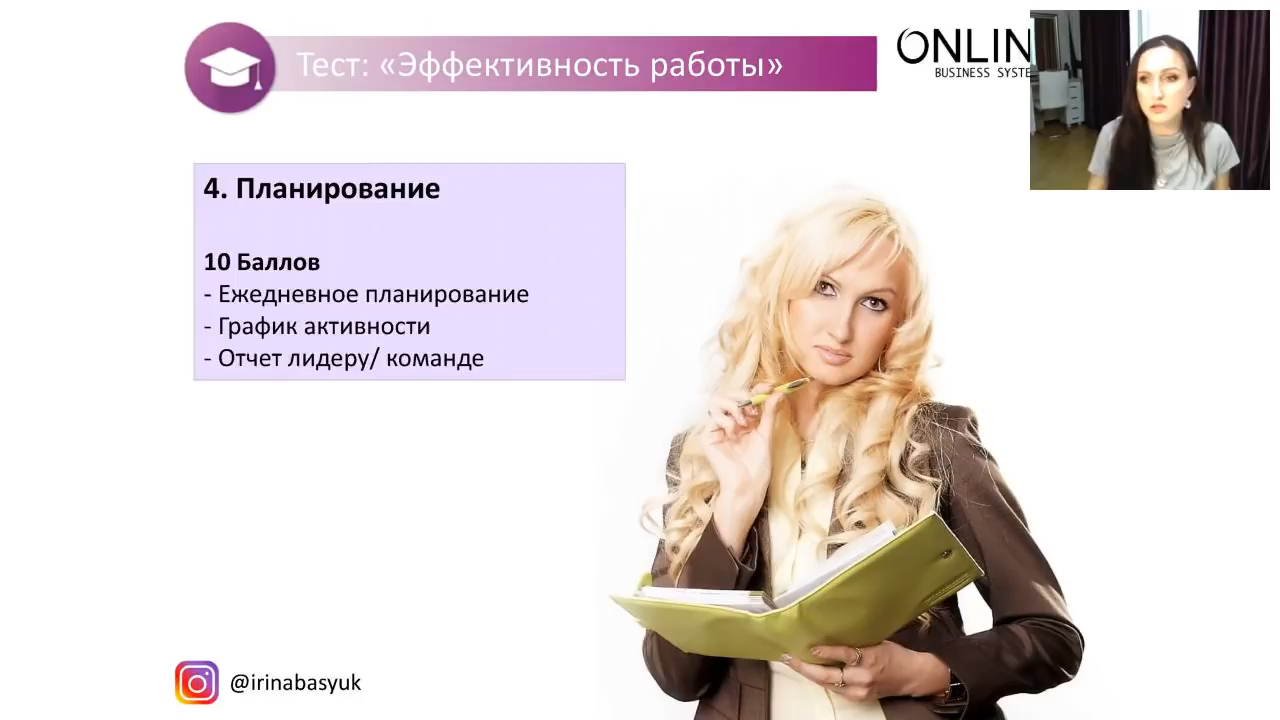 Тест: «Эффективность работы»
ONLIN
BUSINESS SYSTE
4. Планирование
10 Баллов
- Ежедневное планирование
- График активности
- Отчет лидеру/ команде
@irinabasyuk